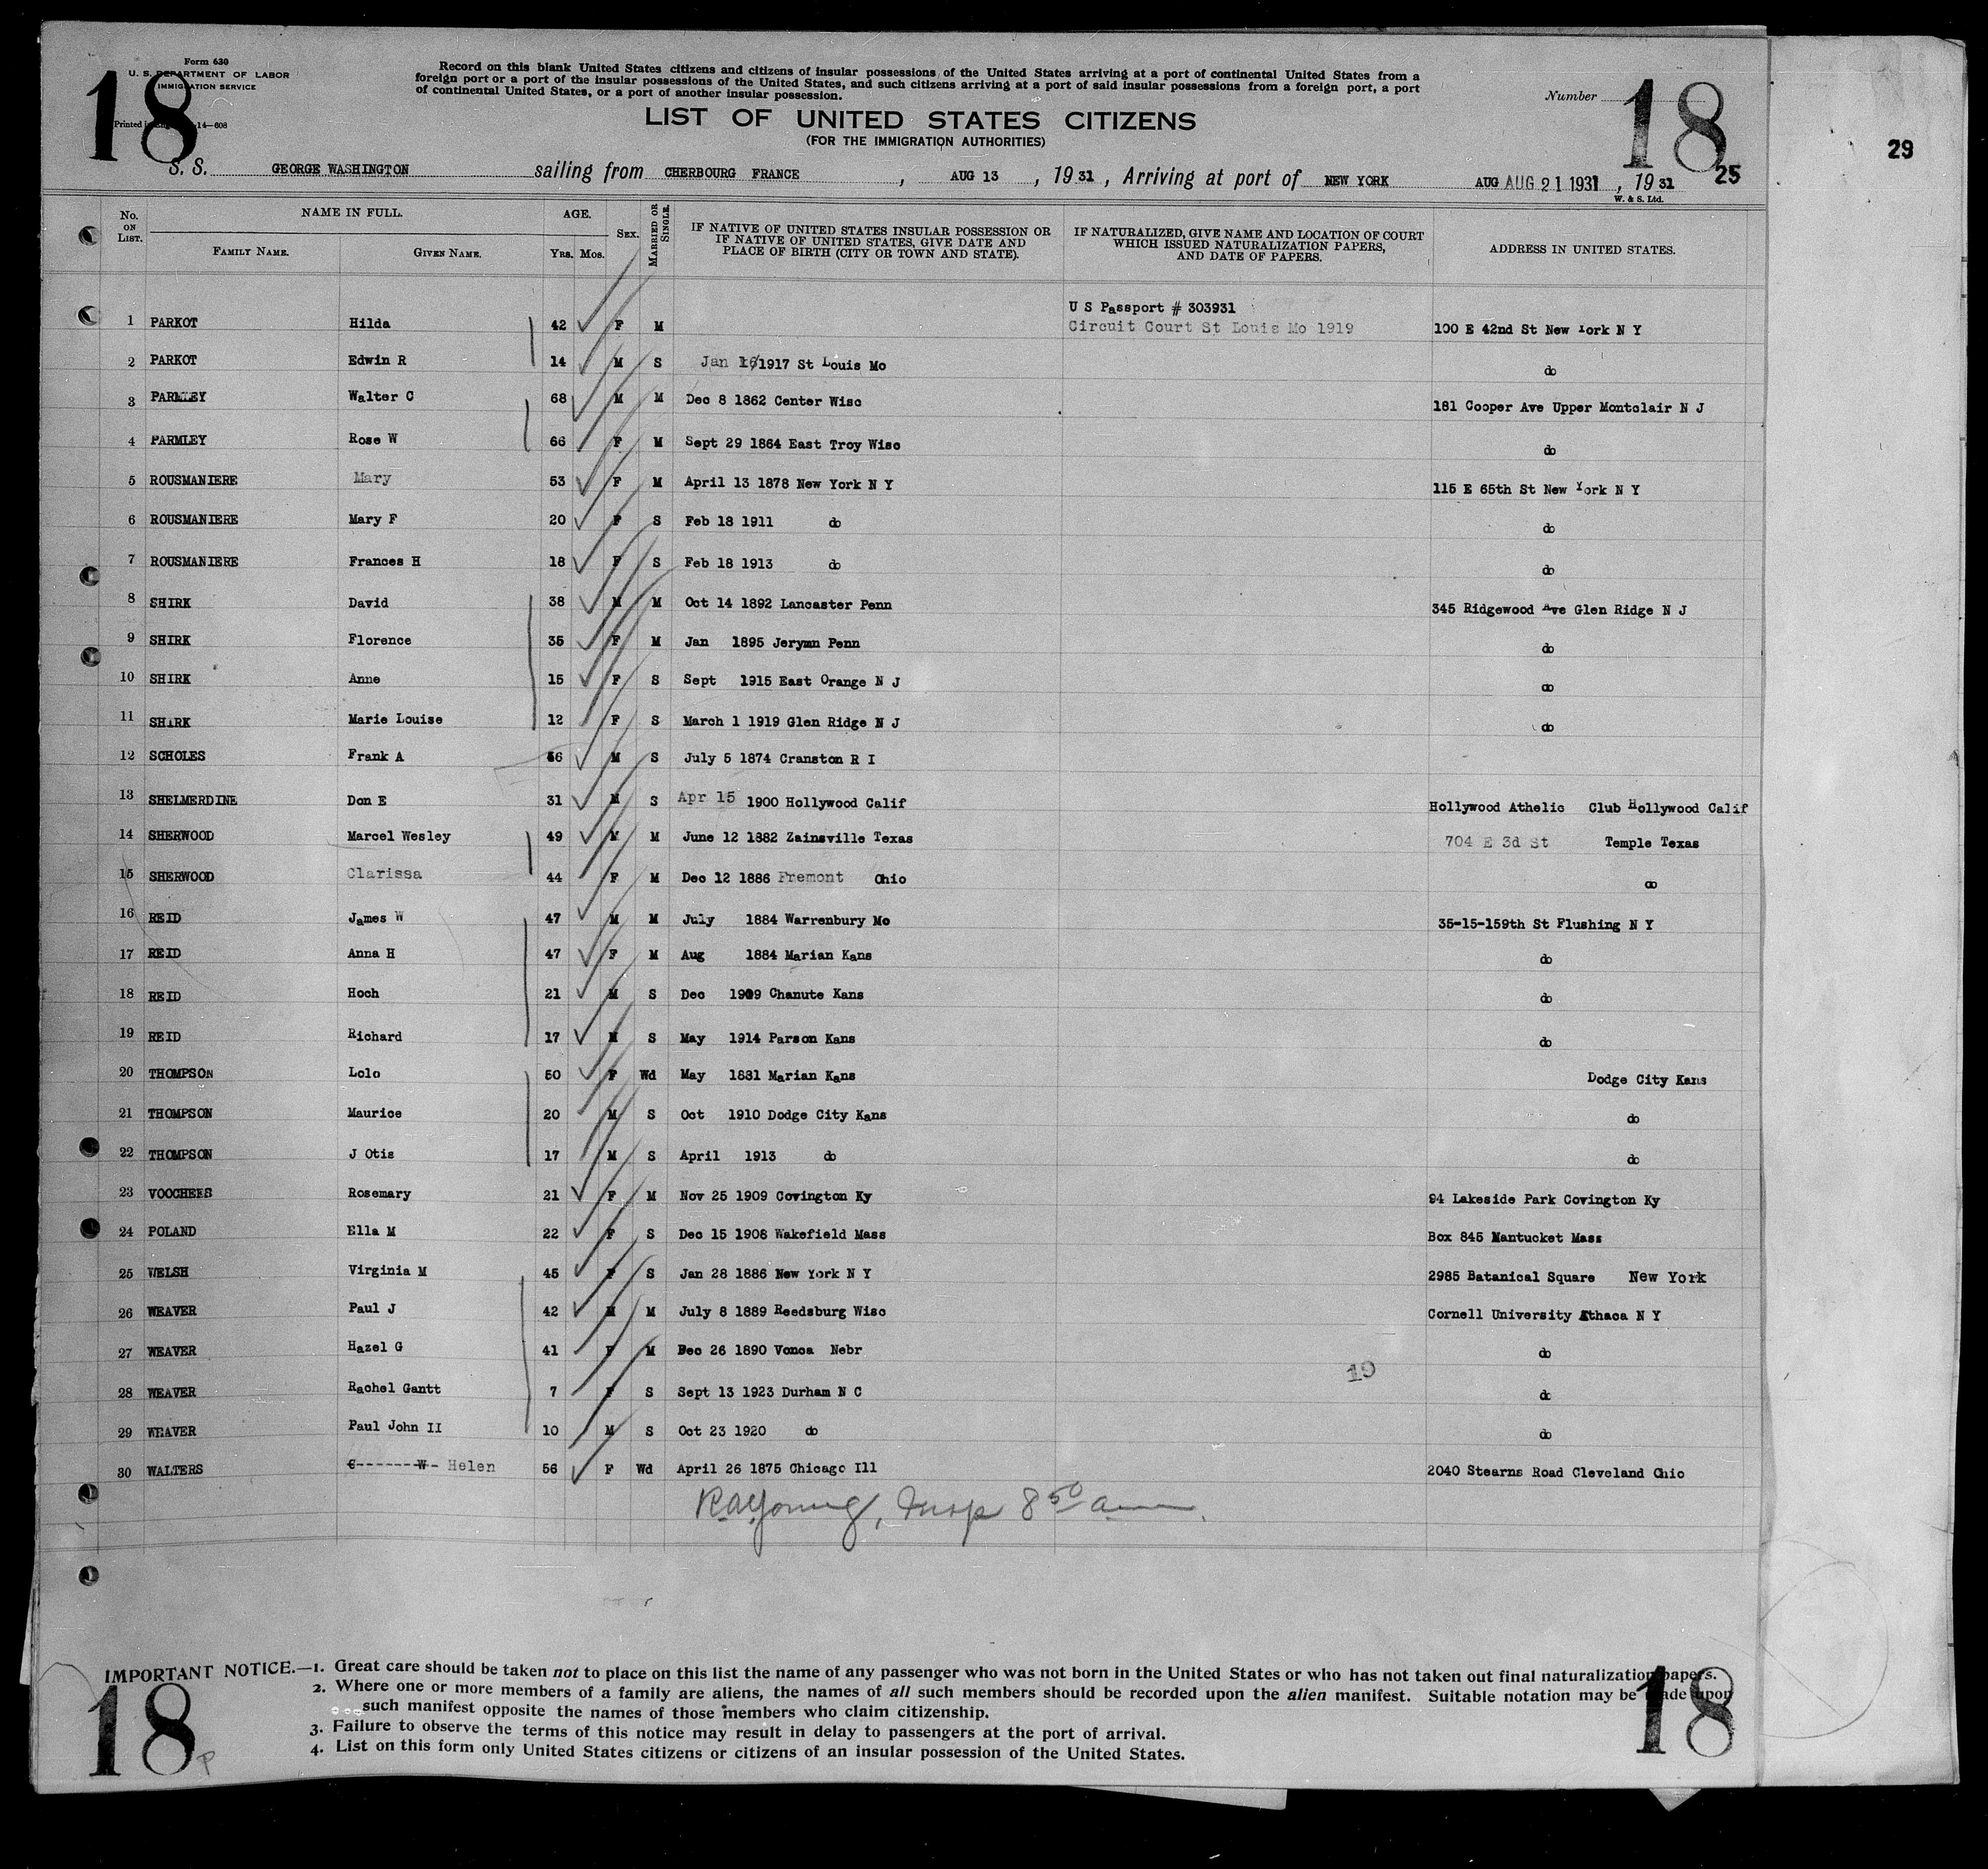 Form 630
U. S. DEPARTMENT OF LABOR
IMMIGRATION SERVICE
18
14—608
Record on this blank United States citizens and citizens of insular possessions of the United States arriving at a port of continental United States from a
foreign port or a port of the insular possessions of the United States, and such citizens arriving at a port of said insular possessions from a foreign port, a port
of continental United States, or a port of another insular possession.
LIST OF UNITED STATES CITIZENS
(FOR THE IMMIGRATION AUTHORITIES)
Number 18
29
S. S. GEORGE WASHINGTON sailing from CHERBOURG FRANCE, AUG 13, 1931, Arriving at port of NEW YORK AUG AUG 21 1931, 1931 25
W. & S. Ltd.
No. ON LIST. NAME IN FULL. FAMILY NAME. GIVEN NAME. AGE. Yrs. Mos. SEX. MARRIED OR SINGLE. IF NATIVE OF UNITED STATES INSULAR POSSESSION OR IF NATIVE OF UNITED STATES, GIVE DATE AND PLACE OF BIRTH (CITY OR TOWN AND STATE). IF NATURALIZED, GIVE NAME AND LOCATION OF COURT WHICH ISSUED NATURALIZATION PAPERS, AND DATE OF PAPERS. ADDRESS IN UNITED STATES.
U S Passport # 303931
1 PARKOT Hilda 42 F M Circuit Court St Louis Mo 1919 100 E 42nd St New York N Y
2 PARKOT Edwin R 14 M S Jan 16 1917 St Louis Mo do
3 PARMLEY Walter C 68 M M Dec 8 1862 Center Wisc 181 Cooper Ave Upper Montclair N J
4 PARMLEY Rose W 66 F M Sept 29 1864 East Troy Wisc do
5 ROUSMANIERE Mary 53 F M April 13 1878 New York N Y 115 E 65th St New York N Y
6 ROUSMANIERE Mary F 20 F S Feb 18 1911 do do
7 ROUSMANIERE Frances H 18 F S Feb 18 1913 do do
8 SHIRK David 38 M M Oct 14 1892 Lancaster Penn 345 Ridgewood Ave Glen Ridge N J
9 SHIRK Florence 35 F M Jan 1895 Jerymn Penn do
10 SHIRK Anne 15 F S Sept 1915 East Orange N J do
11 SHIRK Marie Louise 12 F S March 1 1919 Glen Ridge N J do
12 SCHOLES Frank A 56 M S July 5 1874 Cranston R I
13 SHELMERDINE Don E 31 M S Apr 15 1900 Hollywood Calif Hollywood Athelic Club Hollywood Calif
14 SHERWOOD Marcel Wesley 49 M M June 12 1882 Zainsville Texas 704 E 3d St Temple Texas
15 SHERWOOD Clarissa 44 F M Dec 12 1886 Fremont Ohio do
16 REID James W 47 M M July 1884 Warrenbury Mo 35-15-159th St Flushing N Y
17 REID Anna H 47 F M Aug 1884 Marian Kans do
18 REID Hoch 21 M S Dec 1909 Chanute Kans do
19 REID Richard 17 M S May 1914 Parson Kans do
20 THOMPSON Lolo 50 F Wd May 1881 Marian Kans Dodge City Kans
21 THOMPSON Maurice 20 M S Oct 1910 Dodge City Kans do
22 THOMPSON J Otis 17 M S April 1913 do do
23 VOOCHEES Rosemary 21 F M Nov 25 1909 Covington Ky 94 Lakeside Park Covington Ky
24 POLAND Ella M 22 F S Dec 15 1908 Wakefield Mass Box 845 Nantucket Mass
25 WELSH Virginia M 45 F S Jan 28 1886 New York N Y 2985 Batanical Square New York
26 WEAVER Paul J 42 M M July 8 1889 Reedsburg Wisc Cornell University Ithaca N Y
27 WEAVER Hazel G 41 F M Dec 26 1890 Vonca Nebr do
19
28 WEAVER Rachel Gantt 7 F S Sept 13 1923 Durham N C do
29 WEAVER Paul John II 10 M S Oct 23 1920 do do
30 WALTERS C-------W- Helen 56 F Wd April 26 1875 Chicago Ill 2040 Stearns Road Cleveland Ohio
R.A. Young, Insp 8 50 am.
IMPORTANT NOTICE.—1. Great care should be taken not to place on this list the name of any passenger who was not born in the United States or who has not taken out final naturalization papers.
2. Where one or more members of a family are aliens, the names of all such members should be recorded upon the alien manifest. Suitable notation may be made upon
such manifest opposite the names of those members who claim citizenship.
3. Failure to observe the terms of this notice may result in delay to passengers at the port of arrival.
4. List on this form only United States citizens or citizens of an insular possession of the United States.
18 P
18